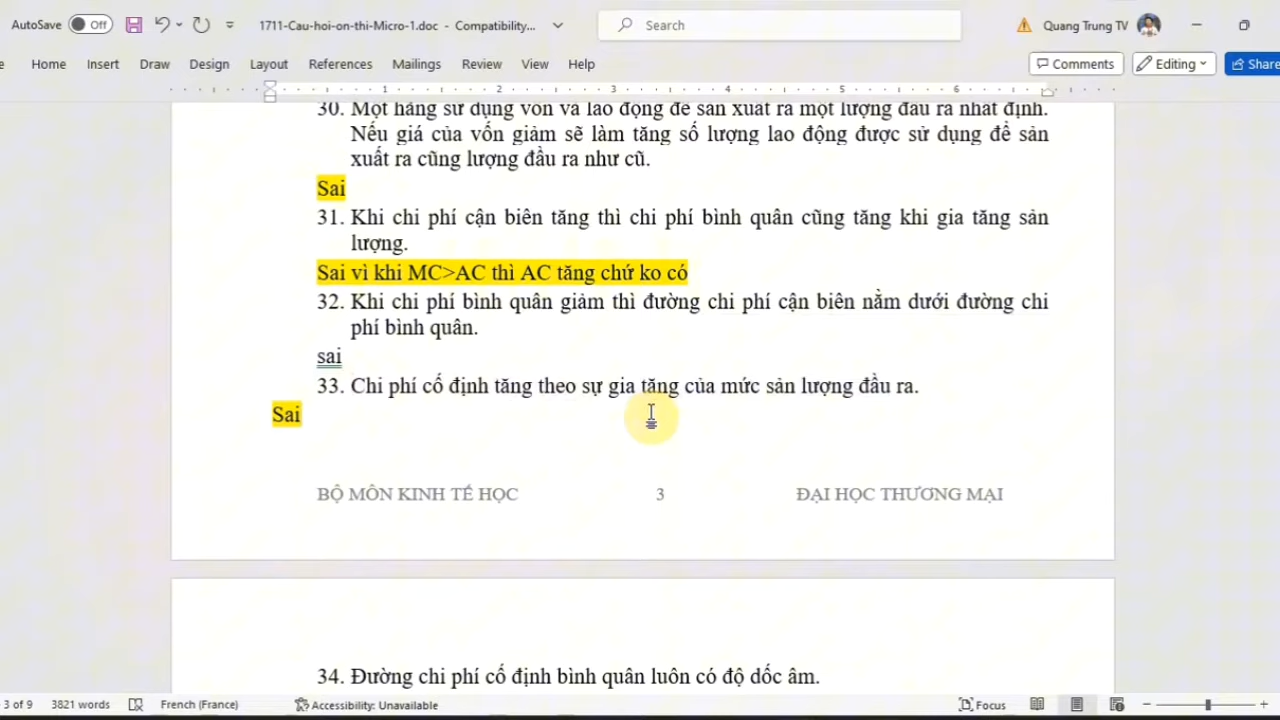 AutoSave Off 1711-Cau-hoi-on-thi-Micro-1.doc - Compatibility... Search Quang Trung TV
Home Insert Draw Design Layout References Mailings Review View Help Comments Editing Share
1 2 3 4 5 6
30. Một hãng sử dụng vốn và lao động để sản xuất ra một lượng đầu ra nhất định.
Nếu giá của vốn giảm sẽ làm tăng số lượng lao động được sử dụng để sản
xuất ra cũng lượng đầu ra như cũ.
Sai
31. Khi chi phí cận biên tăng thì chi phí bình quân cũng tăng khi gia tăng sản
lượng.
Sai vì khi MC>AC thì AC tăng chứ ko có
32. Khi chi phí bình quân giảm thì đường chi phí cận biên nằm dưới đường chi
phí bình quân.
sai
33. Chi phí cố định tăng theo sự gia tăng của mức sản lượng đầu ra.
Sai
BỘ MÔN KINH TẾ HỌC 3 ĐẠI HỌC THƯƠNG MẠI
34. Đường chi phí cố định bình quân luôn có độ dốc âm.
3 of 9 3821 words French (France) Accessibility: Unavailable Focus